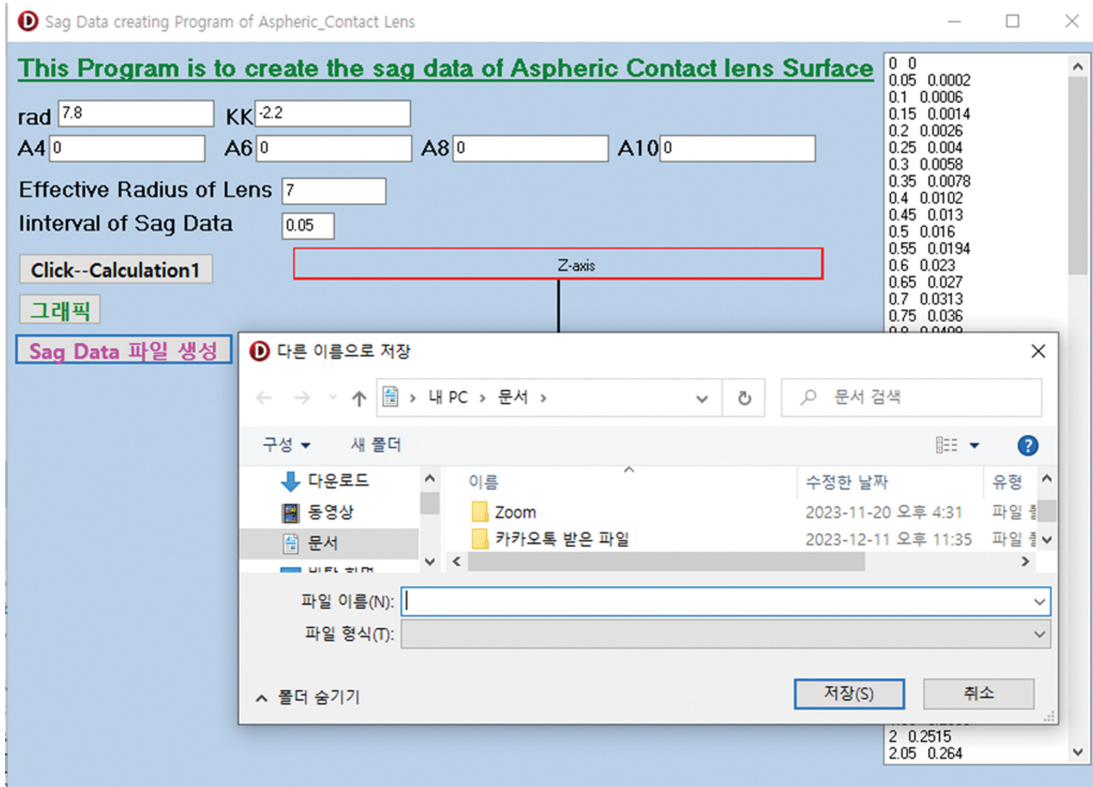 Sag Data creating Program of Aspheric_Contact Lens
This Program is to create the sag data of Aspheric Contact lens Surface
rad 7.8 KK -2.2
A4 0 A6 0 A8 0 A10 0
Effective Radius of Lens 7
Iinterval of Sag Data 0.05
Click--Calculation1
Z-axis
그래픽
Sag Data 파일 생성
0 0
0.05 0.0002
0.1 0.0006
0.15 0.0014
0.2 0.0026
0.25 0.004
0.3 0.0058
0.35 0.0078
0.4 0.0102
0.45 0.013
0.5 0.016
0.55 0.0194
0.6 0.023
0.65 0.027
0.7 0.0313
0.75 0.036
다른 이름으로 저장
내 PC 문서
문서 검색
구성 새 폴더
다운로드
동영상
문서
이름 수정한 날짜 유형
Zoom 2023-11-20 오후 4:31 파일
카카오톡 받은 파일 2023-12-11 오후 11:35 파일
파일 이름(N):
파일 형식(T):
폴더 숨기기
저장(S) 취소
2 0.2515
2.05 0.264